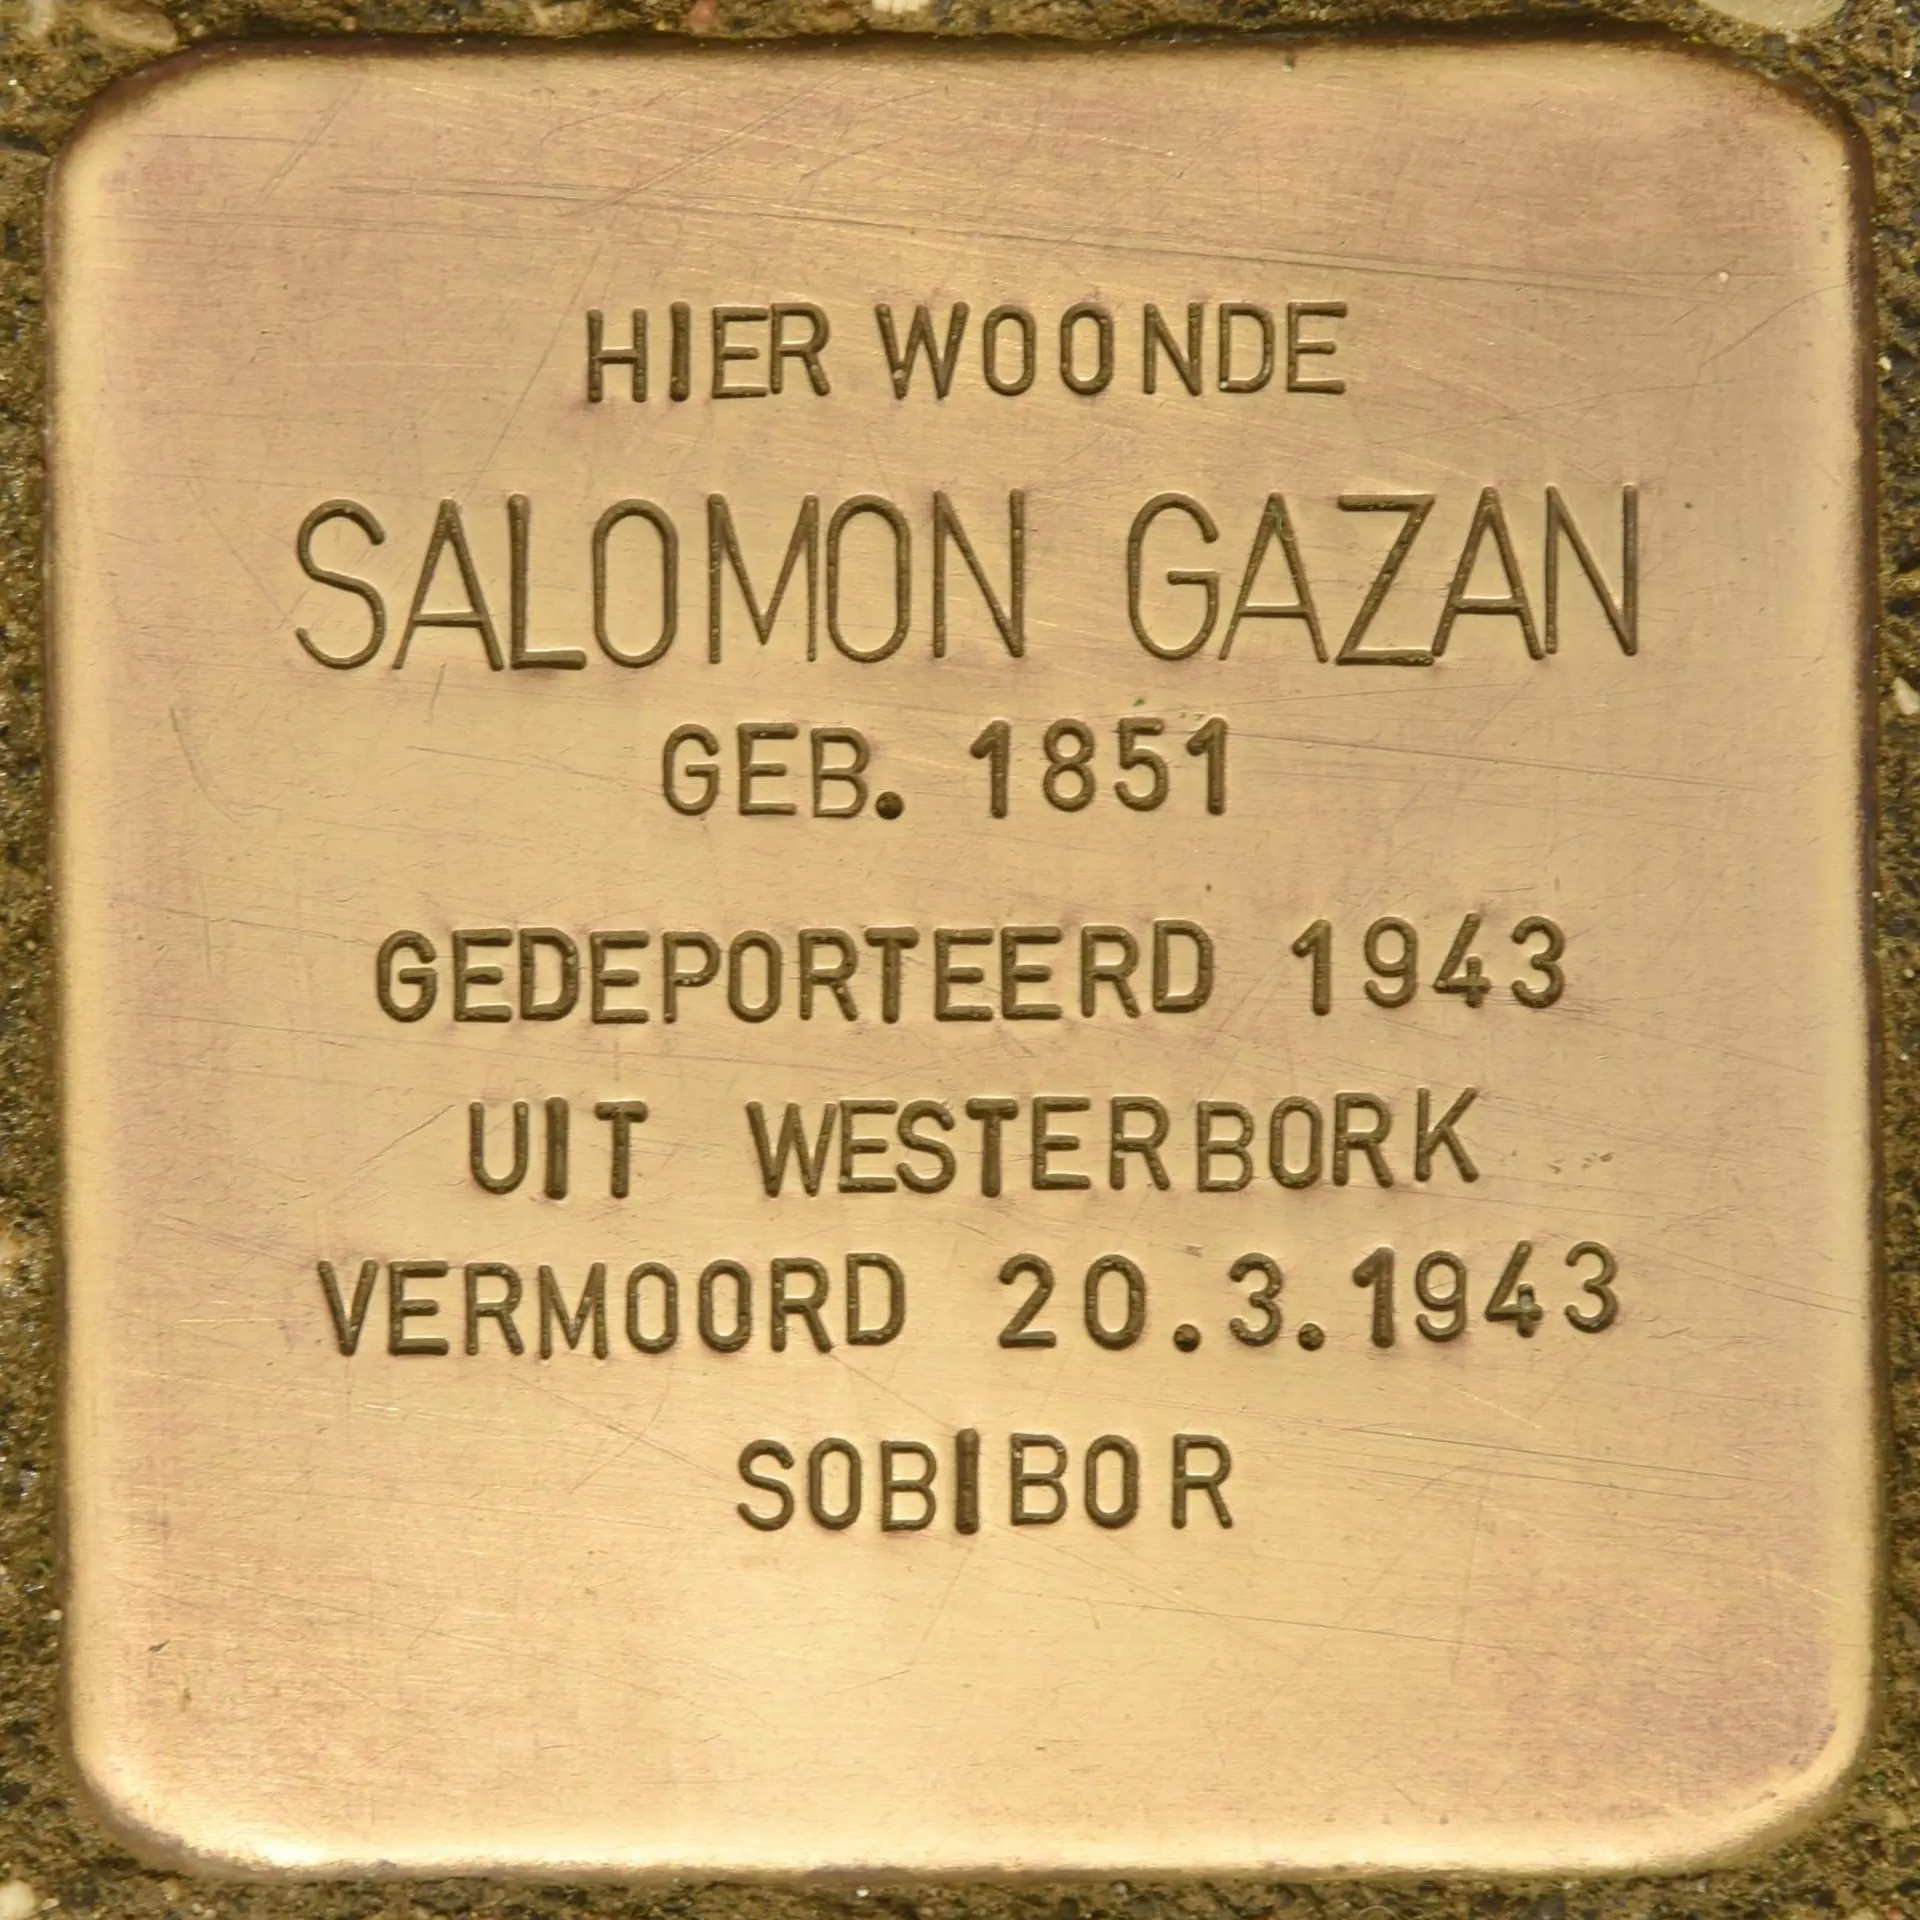 HIER WOONDE
SALOMON GAZAN
GEB. 1851
GEDEPORTEERD 1943
UIT WESTERBORK
VERMOORD 20.3.1943
SOBIBOR